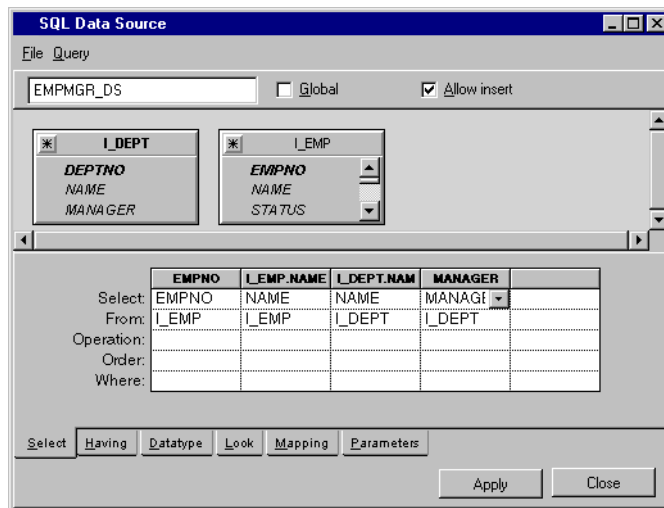 SQL Data Source
File Query
EMPMGR_DS Global Allow insert
I_DEPT I_EMP
DEPTNO EMPNO
NAME NAME
MANAGER STATUS
EMPNO I_EMP.NAME I_DEPT.NAM MANAGER
Select: EMPNO NAME NAME MANAGE
From: I_EMP I_EMP I_DEPT I_DEPT
Operation:
Order:
Where:
Select Having Datatype Look Mapping Parameters
Apply Close